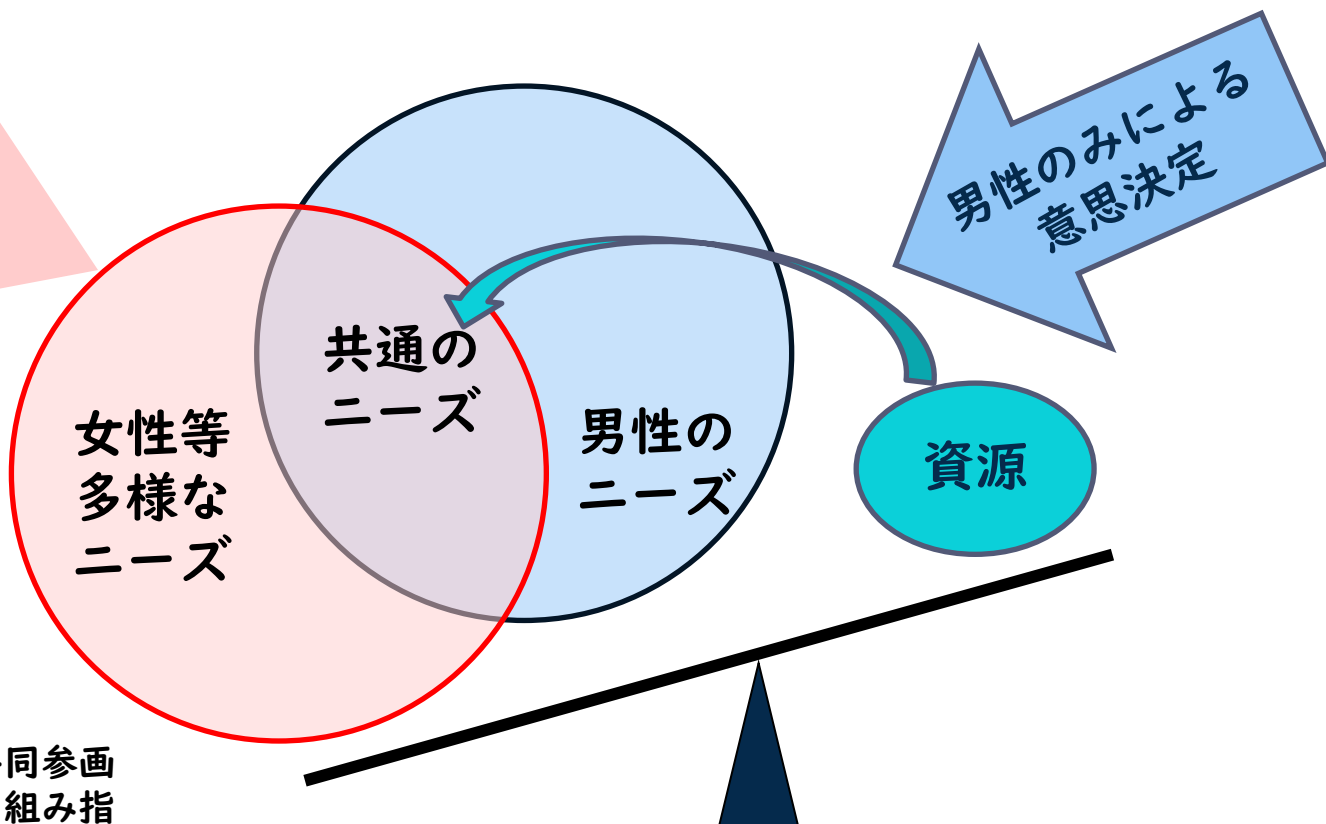 男性のみによる
意思決定
共通の
ニーズ
女性等
多様な
ニーズ
男性の
ニーズ
資源
同参画
組み指